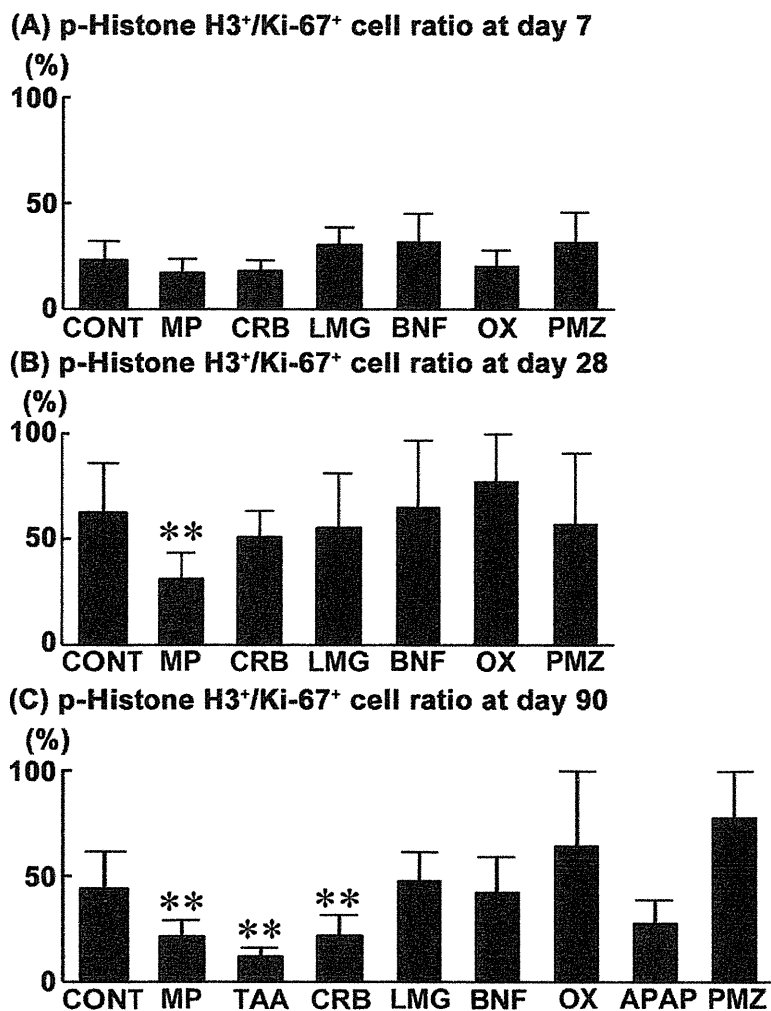 (A) p-Histone H3⁺/Ki-67⁺ cell ratio at day 7
(%)
100
50
0
CONT MP CRB LMG BNF OX PMZ
(B) p-Histone H3⁺/Ki-67⁺ cell ratio at day 28
(%)
100
50
0
**
CONT MP CRB LMG BNF OX PMZ
(C) p-Histone H3⁺/Ki-67⁺ cell ratio at day 90
(%)
100
50
0
** ** **
CONT MP TAA CRB LMG BNF OX APAP PMZ